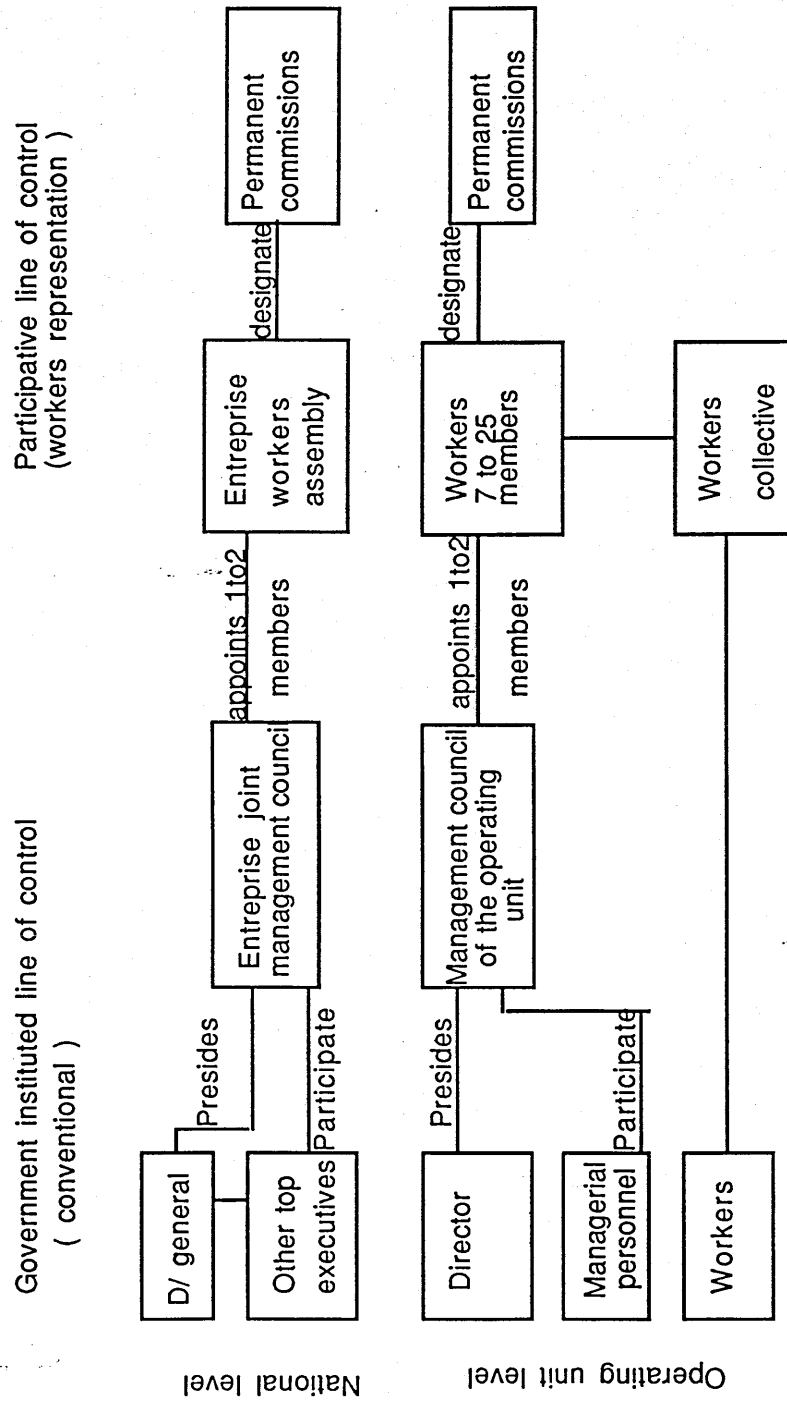 Government instituted line of control
( conventional )
Participative line of control
(workers representation )
National level
D/ general
Presides
Other top
executives
Participate
Entreprise joint
management council
appoints 1to2
members
Entreprise
workers
assembly
designate
Permanent
commissions
Operating unit level
Director
Presides
Managerial
personnel
Participate
Management council
of the operating
unit
appoints 1to2
members
Workers
7 to 25
members
designate
Permanent
commissions
Workers
Workers
collective